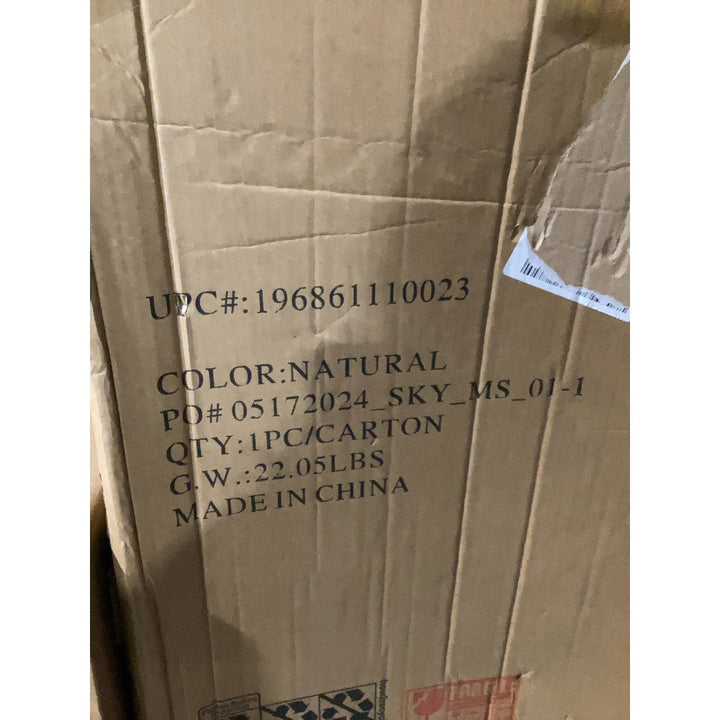 UPC#:196861110023
COLOR:NATURAL
PO# 05172024_SKY_MS_01-1
QTY:1PC/CARTON
G.W.:22.05LBS
MADE IN CHINA